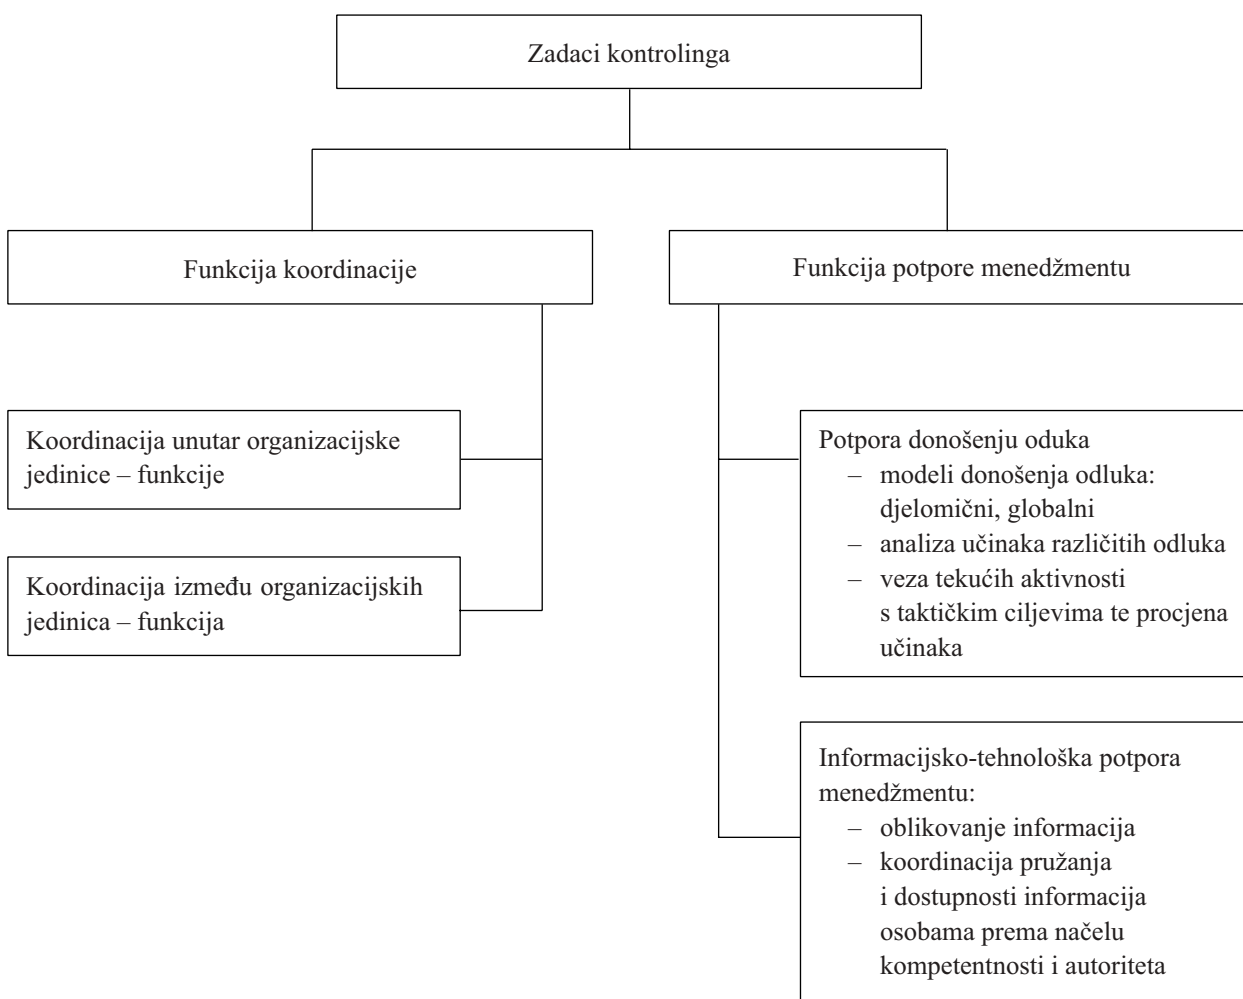 Zadaci kontrolinga
Funkcija koordinacije
Funkcija potpore menedžmentu
Koordinacija unutar organizacijske
jedinice – funkcije
Koordinacija između organizacijskih
jedinica – funkcija
Potpora donošenju oduka
– modeli donošenja odluka:
djelomični, globalni
– analiza učinaka različitih odluka
– veza tekućih aktivnosti
s taktičkim ciljevima te procjena
učinaka
Informacijsko-tehnološka potpora
menedžmentu:
– oblikovanje informacija
– koordinacija pružanja
i dostupnosti informacija
osobama prema načelu
kompetentnosti i autoriteta